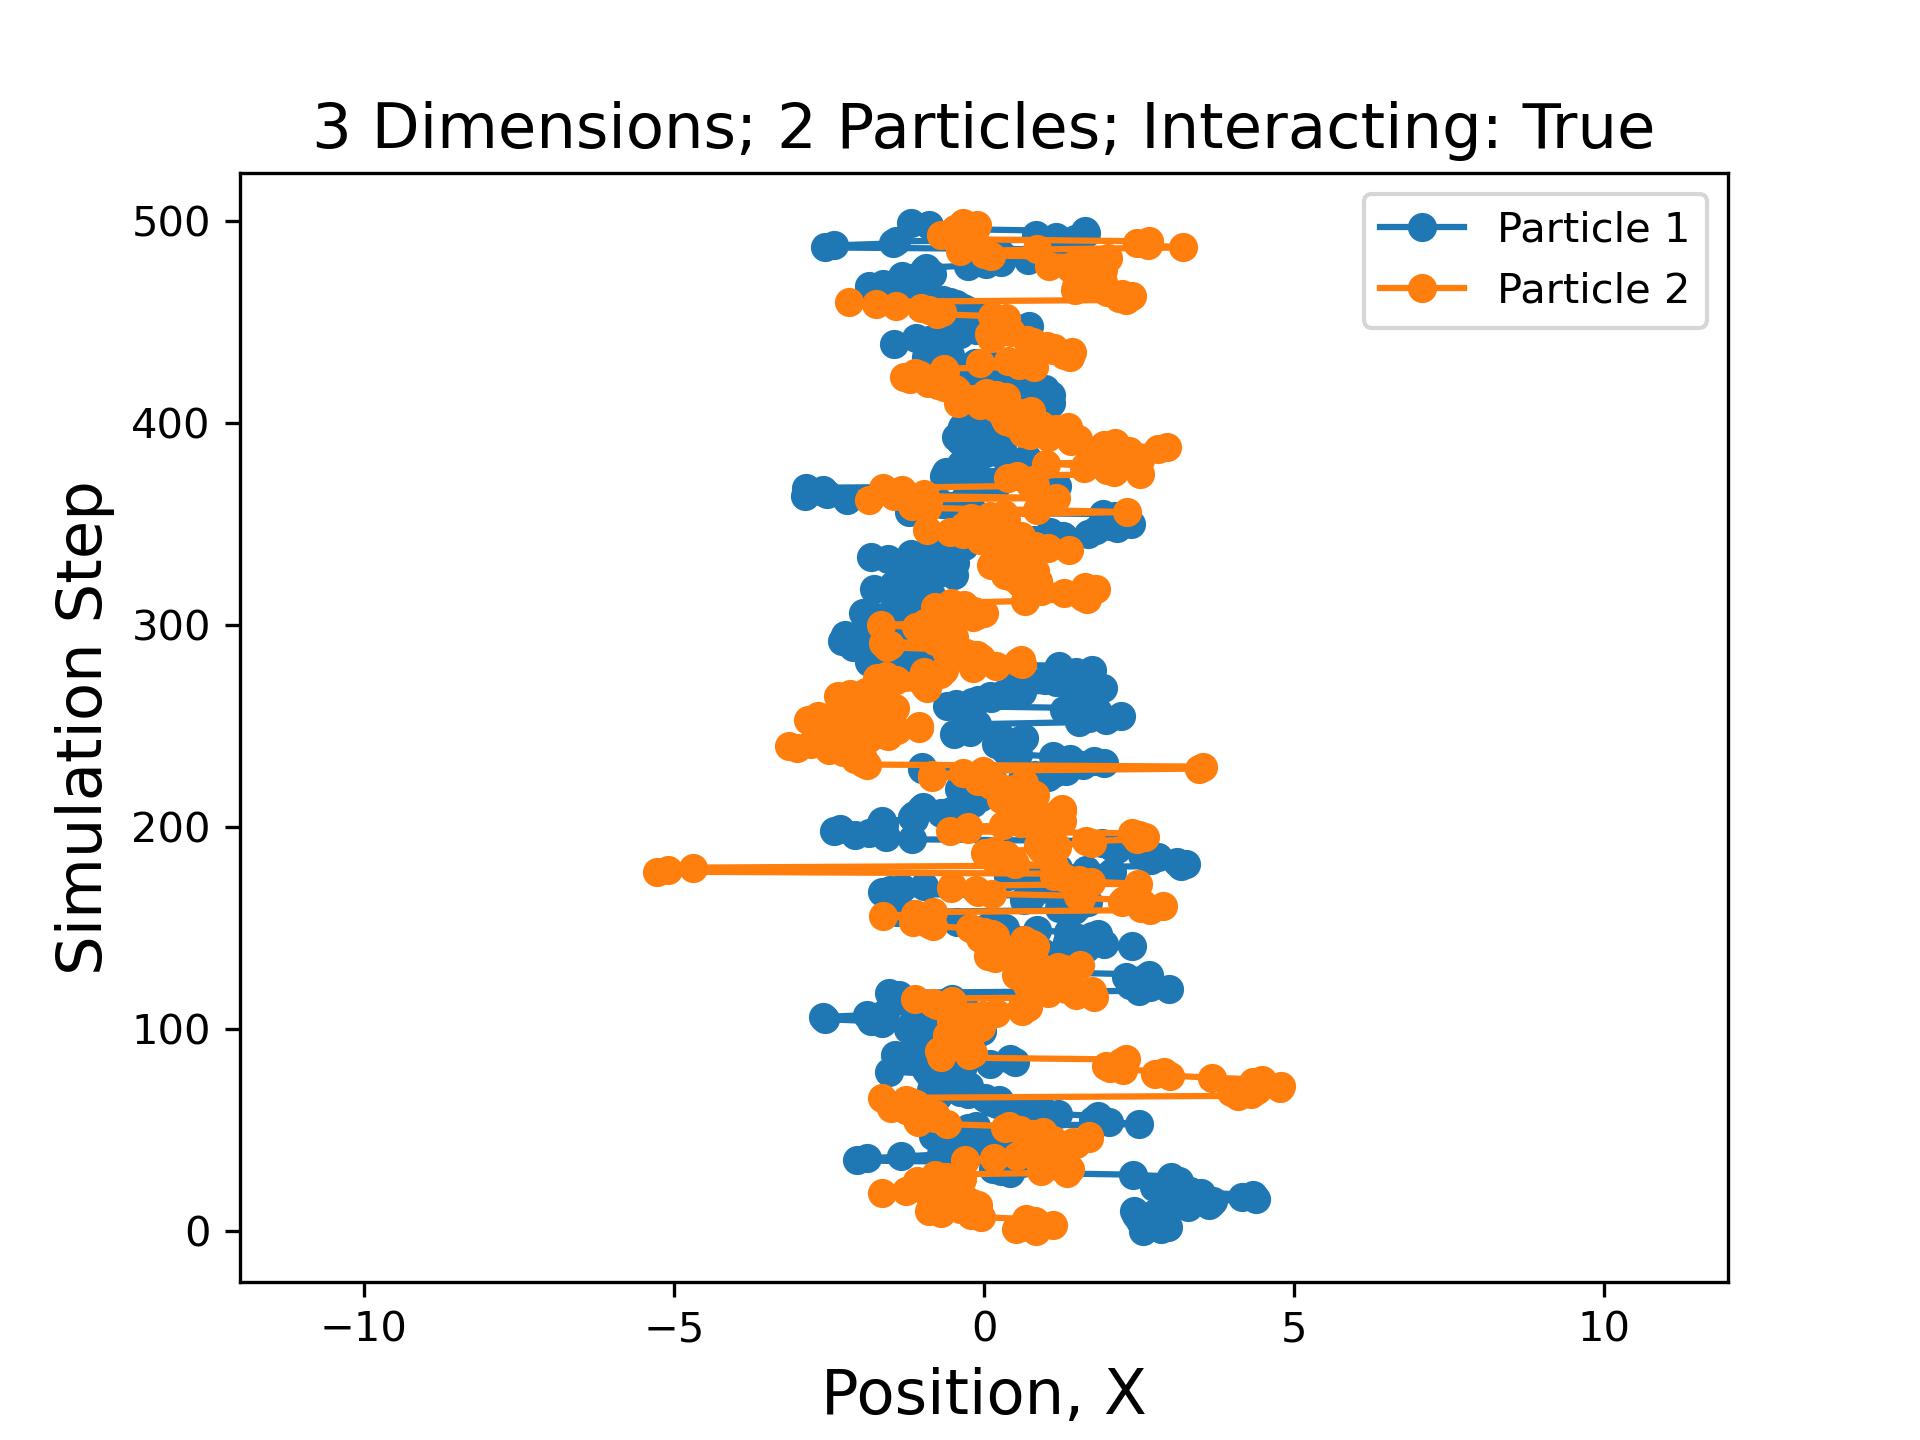 3 Dimensions; 2 Particles; Interacting: True
Particle 1
Particle 2
500
400
300
200
100
0
Simulation Step
−10
−5
0
5
10
Position, X